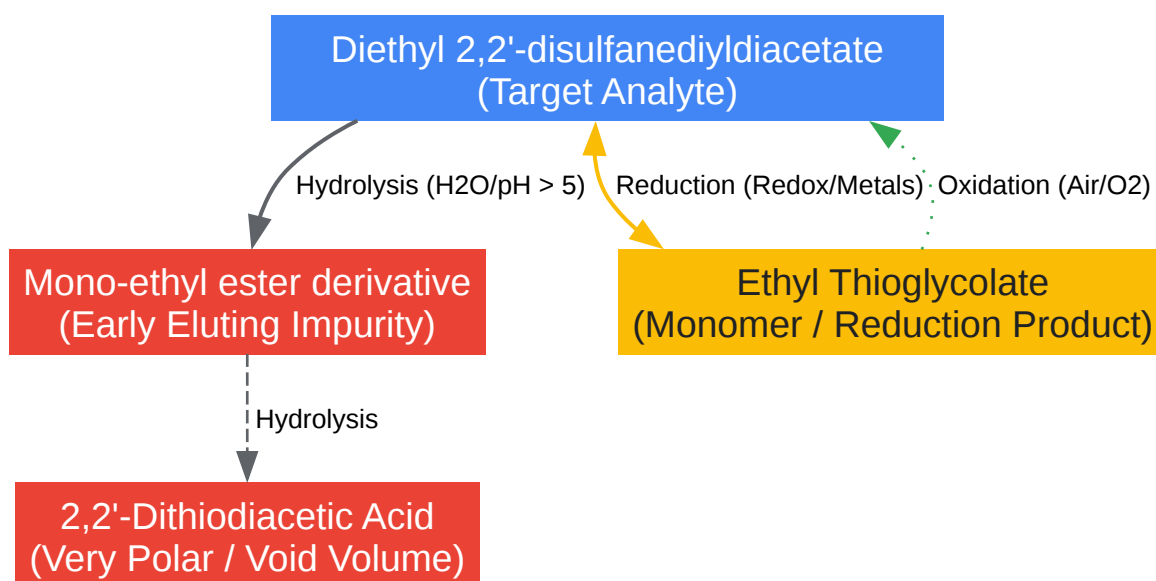 Diethyl 2,2'-disulfanediyldiacetate
(Target Analyte)
Hydrolysis (H2O/pH > 5)
Reduction (Redox/Metals)
Oxidation (Air/O2)
Mono-ethyl ester derivative
(Early Eluting Impurity)
Ethyl Thioglycolate
(Monomer / Reduction Product)
Hydrolysis
2,2'-Dithiodiacetic Acid
(Very Polar / Void Volume)